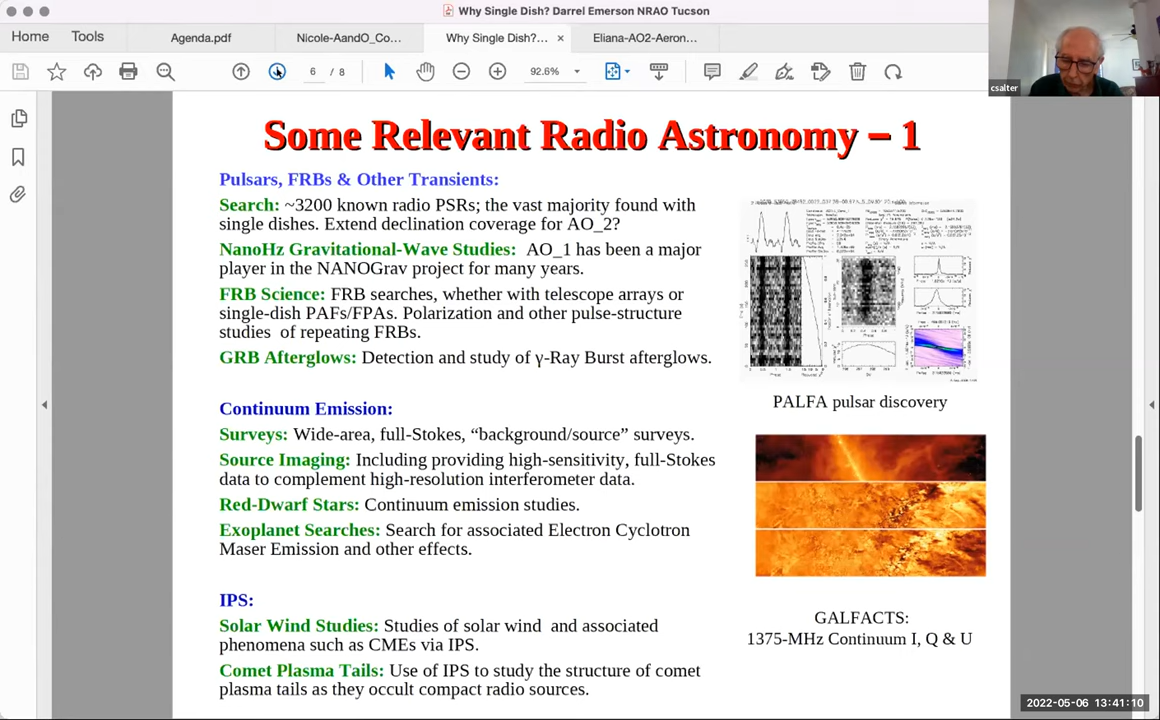 Why Single Dish? Darrel Emerson NRAO Tucson
Home
Tools
Agenda.pdf
Nicole-AandO_Co...
Why Single Dish?...
Eliana-AO2-Aeron...
6 / 8
92.6%
csalter
Some Relevant Radio Astronomy – 1
Pulsars, FRBs & Other Transients:
Search: ~3200 known radio PSRs; the vast majority found with
single dishes. Extend declination coverage for AO_2?
NanoHz Gravitational-Wave Studies: AO_1 has been a major
player in the NANOGrav project for many years.
FRB Science: FRB searches, whether with telescope arrays or
single-dish PAFs/FPAs. Polarization and other pulse-structure
studies of repeating FRBs.
GRB Afterglows: Detection and study of γ-Ray Burst afterglows.
PALFA pulsar discovery
Continuum Emission:
Surveys: Wide-area, full-Stokes, “background/source” surveys.
Source Imaging: Including providing high-sensitivity, full-Stokes
data to complement high-resolution interferometer data.
Red-Dwarf Stars: Continuum emission studies.
Exoplanet Searches: Search for associated Electron Cyclotron
Maser Emission and other effects.
GALFACTS:
1375-MHz Continuum I, Q & U
IPS:
Solar Wind Studies: Studies of solar wind and associated
phenomena such as CMEs via IPS.
Comet Plasma Tails: Use of IPS to study the structure of comet
plasma tails as they occult compact radio sources.
2022-05-06 13:41:10